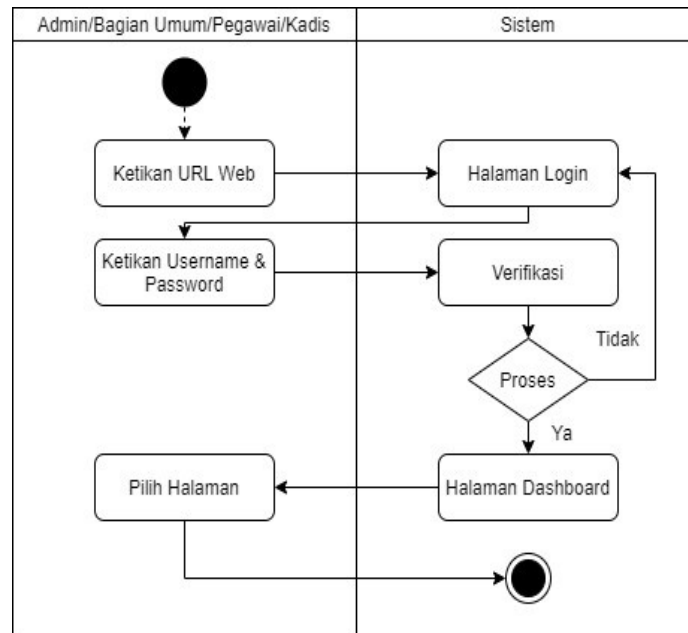 Admin/Bagian Umum/Pegawai/Kadis
Sistem
Ketikan URL Web
Halaman Login
Ketikan Username &
Password
Verifikasi
Tidak
Proses
Ya
Pilih Halaman
Halaman Dashboard